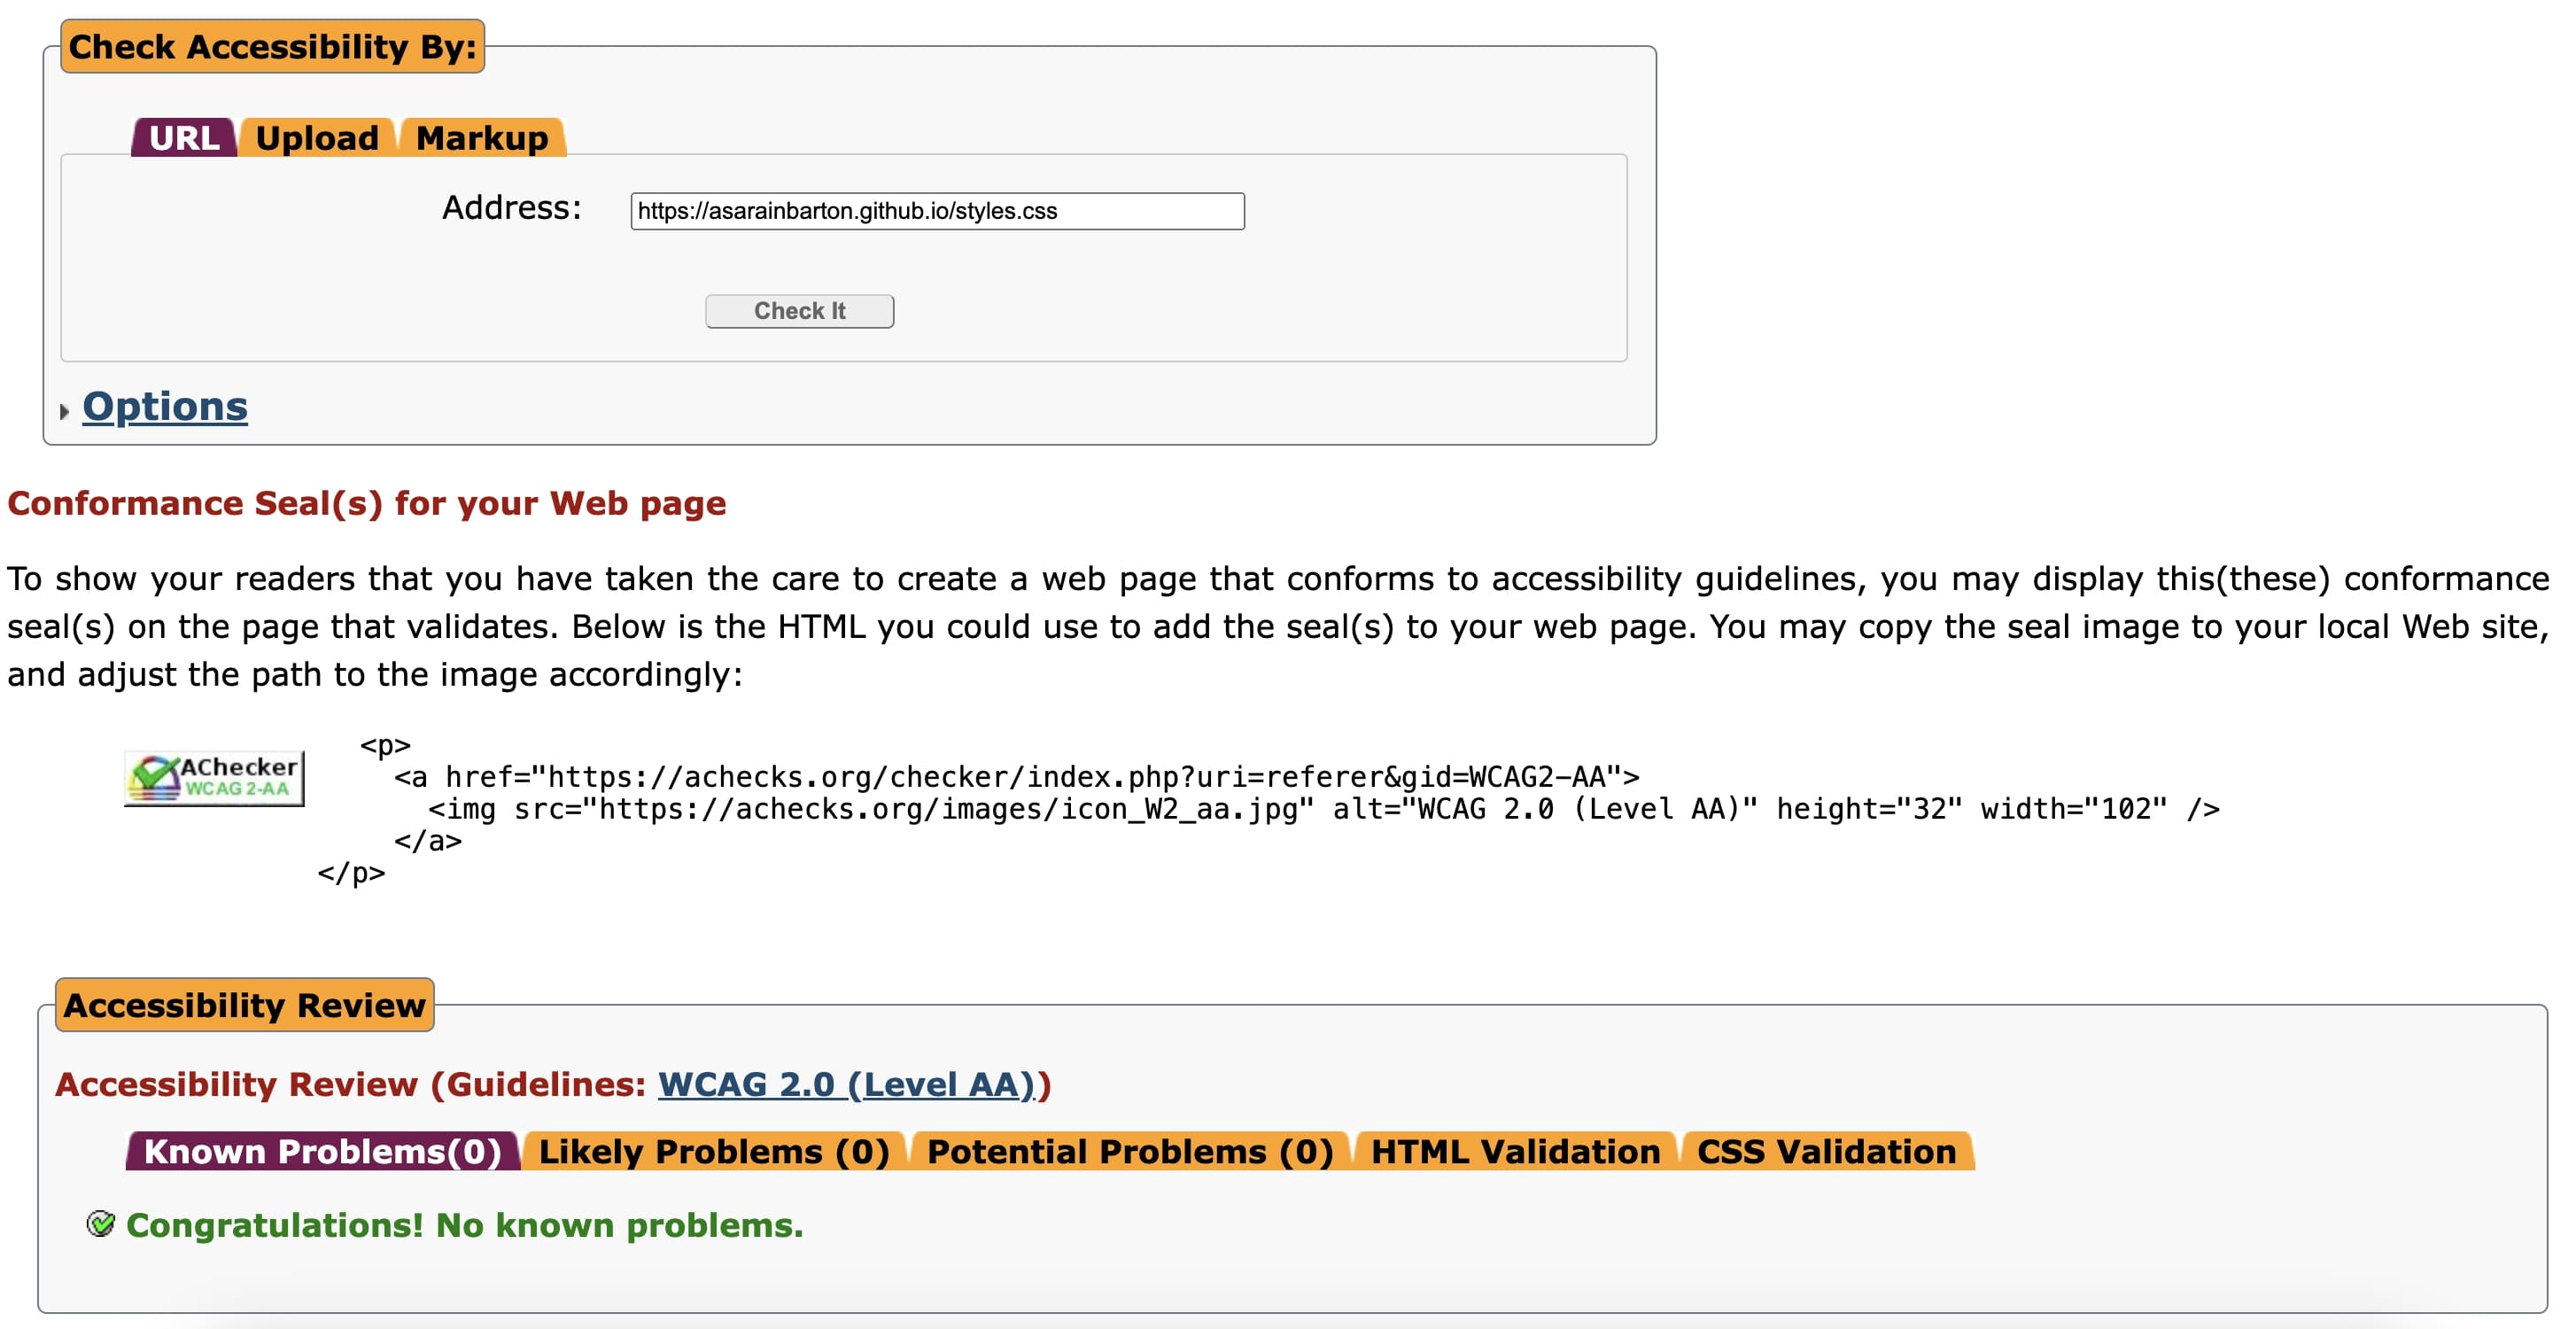 Check Accessibility By:
URL Upload Markup
Address: https://asarainbarton.github.io/styles.css
Check It
Options
Conformance Seal(s) for your Web page
To show your readers that you have taken the care to create a web page that conforms to accessibility guidelines, you may display this(these) conformance
seal(s) on the page that validates. Below is the HTML you could use to add the seal(s) to your web page. You may copy the seal image to your local Web site,
and adjust the path to the image accordingly:
AChecker
WCAG 2-AA
<p>
<a href="https://achecks.org/checker/index.php?uri=referer&gid=WCAG2-AA">
<img src="https://achecks.org/images/icon_W2_aa.jpg" alt="WCAG 2.0 (Level AA)" height="32" width="102" />
</a>
</p>
Accessibility Review
Accessibility Review (Guidelines: WCAG 2.0 (Level AA))
Known Problems(0) Likely Problems (0) Potential Problems (0) HTML Validation CSS Validation
Congratulations! No known problems.